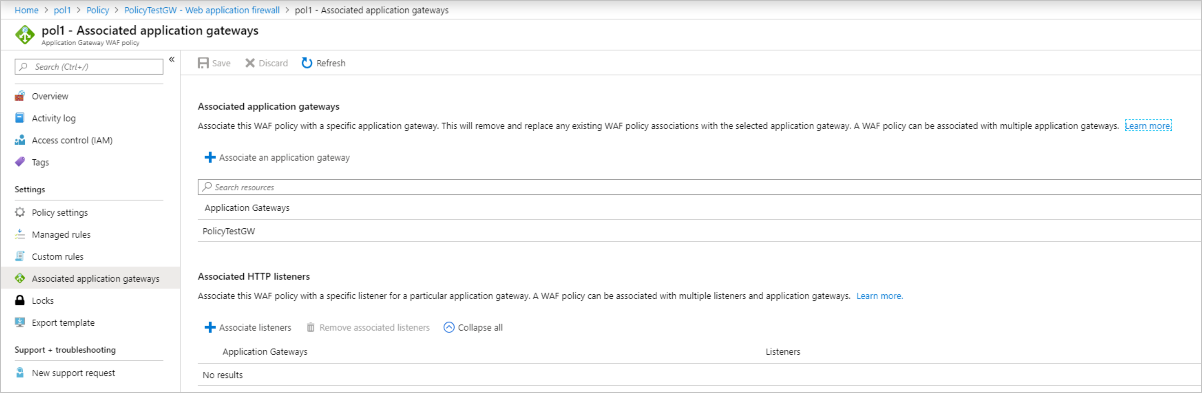 Home > pol1 > Policy > PolicyTestGW - Web application firewall > pol1 - Associated application gateways
pol1 - Associated application gateways
Application Gateway WAF policy
Search (Ctrl+/)
Overview
Activity log
Access control (IAM)
Tags
Settings
Policy settings
Managed rules
Custom rules
Associated application gateways
Locks
Export template
Support + troubleshooting
New support request
Save Discard Refresh
Associated application gateways
Associate this WAF policy with a specific application gateway. This will remove and replace any existing WAF policy associations with the selected application gateway. A WAF policy can be associated with multiple application gateways. Learn more.
Associate an application gateway
Search resources
Application Gateways
PolicyTestGW
Associated HTTP listeners
Associate this WAF policy with a specific listener for a particular application gateway. A WAF policy can be associated with multiple listeners and application gateways. Learn more.
Associate listeners Remove associated listeners Collapse all
Application Gateways Listeners
No results